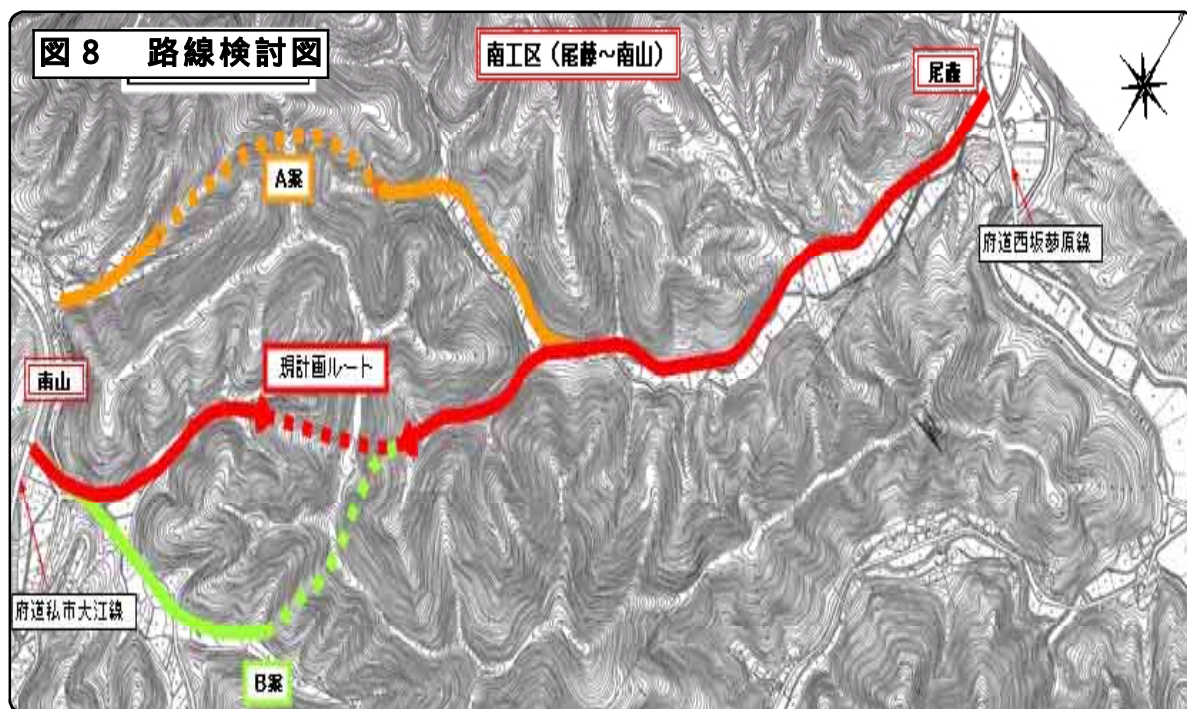 図8 路線検討図
南工区(尾藤~南山)
尾藤
A案
府道西坂蓼原線
現計画ルート
南山
府道私市大江線
B案